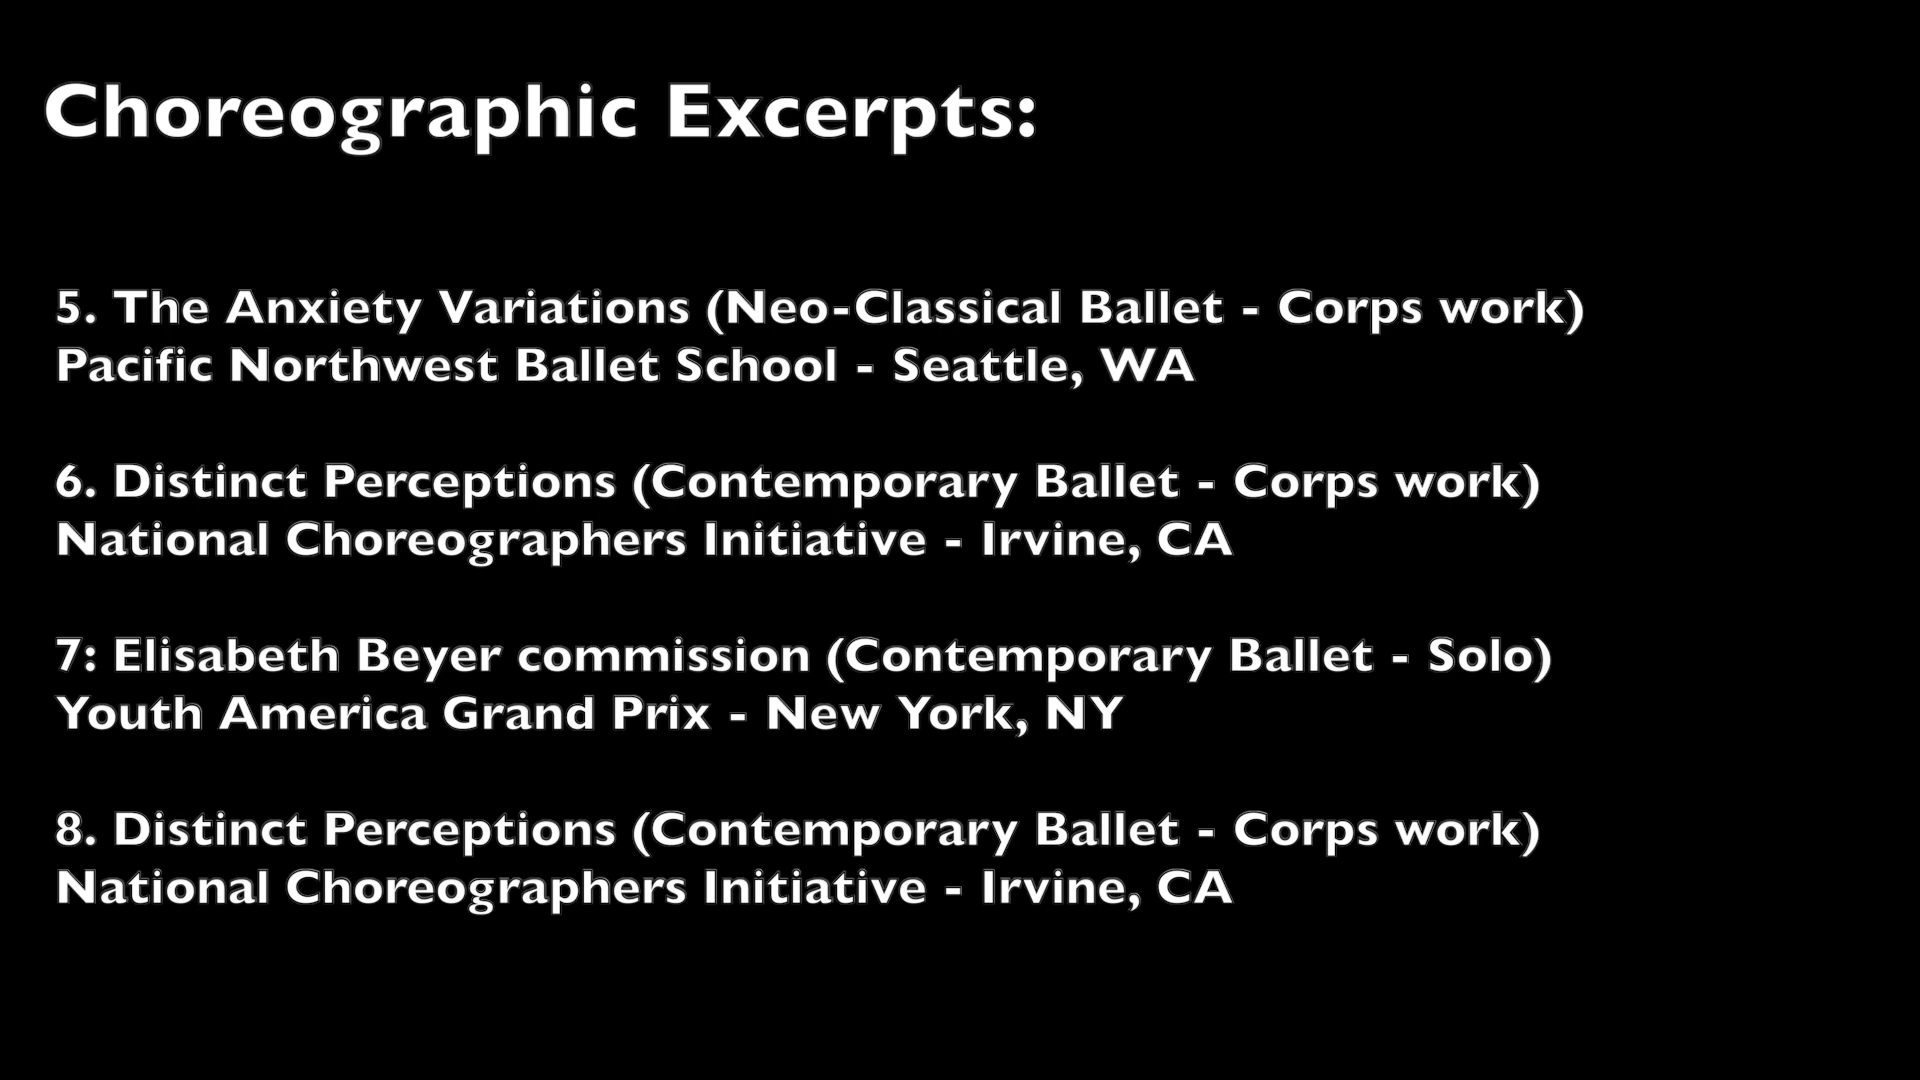 Choreographic Excerpts:
5. The Anxiety Variations (Neo-Classical Ballet - Corps work)
Pacific Northwest Ballet School - Seattle, WA
6. Distinct Perceptions (Contemporary Ballet - Corps work)
National Choreographers Initiative - Irvine, CA
7: Elisabeth Beyer commission (Contemporary Ballet - Solo)
Youth America Grand Prix - New York, NY
8. Distinct Perceptions (Contemporary Ballet - Corps work)
National Choreographers Initiative - Irvine, CA